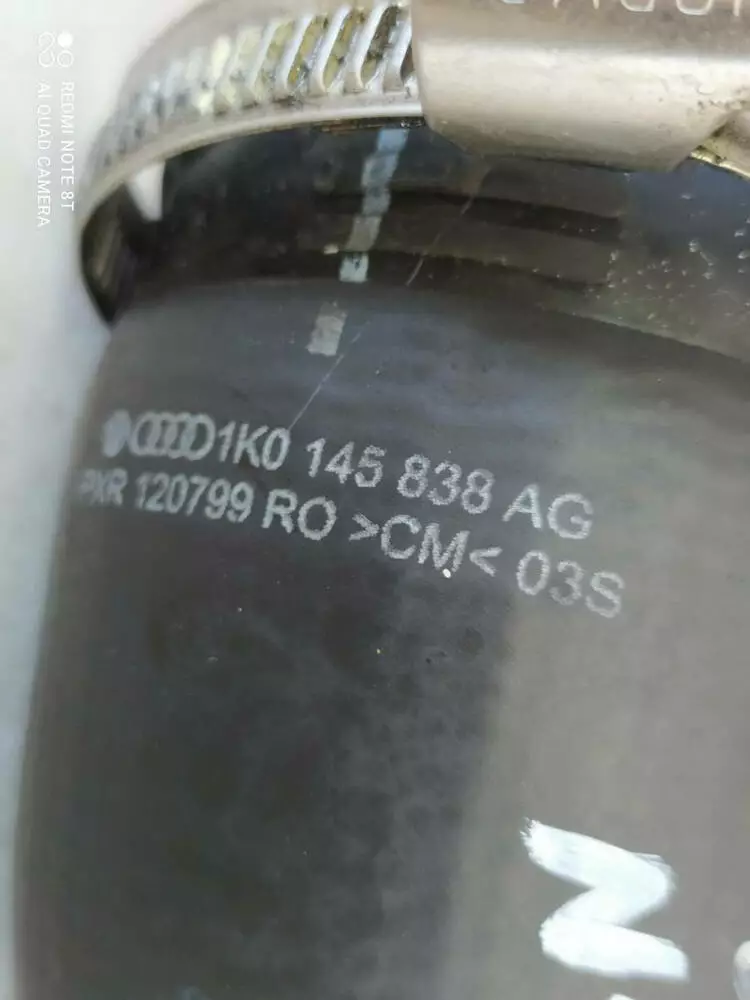 REDMI NOTE 8T
AI QUAD CAMERA
1K0 145 838 AG
PXR 120799 RO >CM< 03S
N